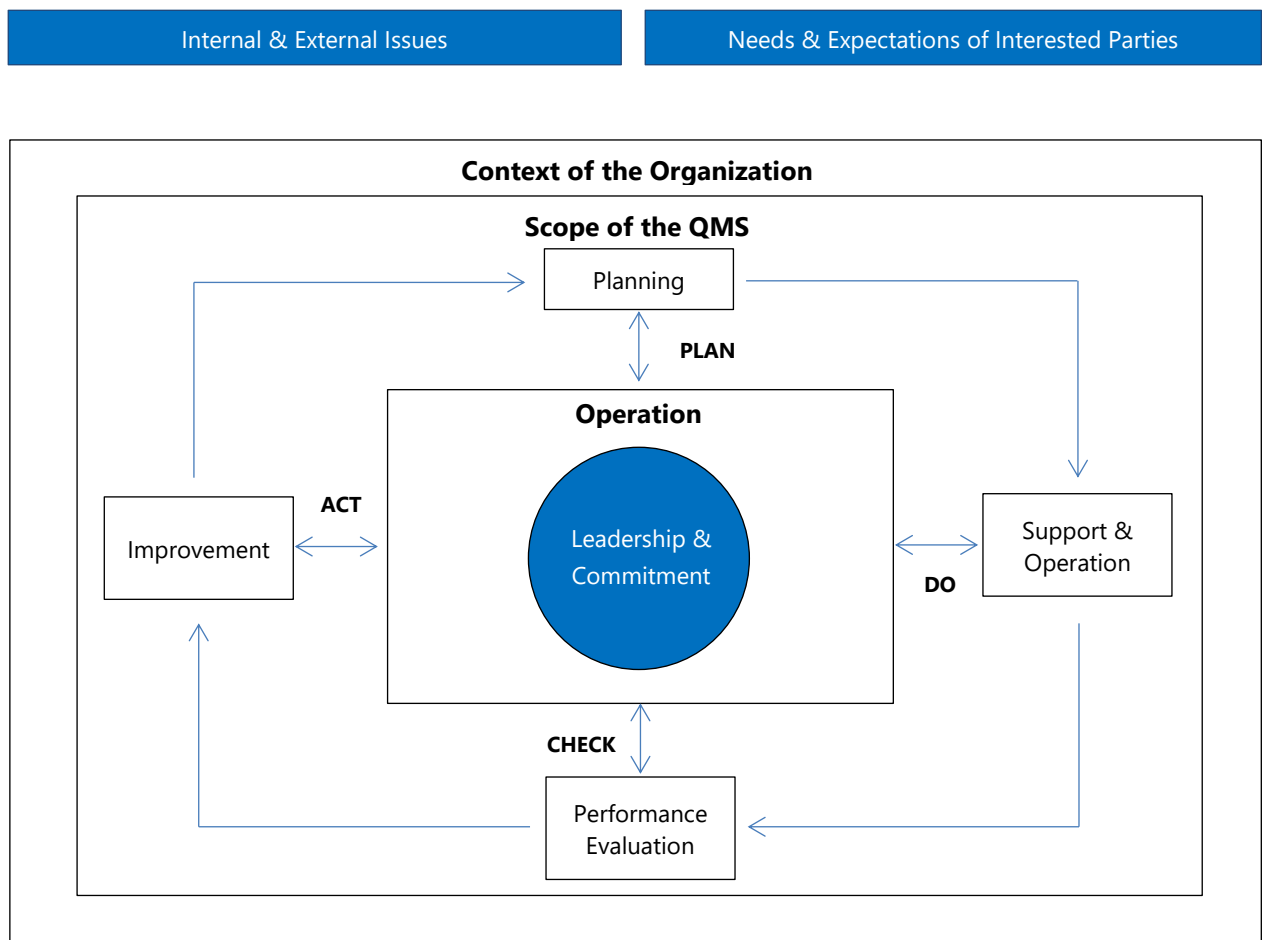 Internal & External Issues
Needs & Expectations of Interested Parties
Context of the Organization
Scope of the QMS
Planning
PLAN
Operation
ACT
Improvement
Leadership &
Commitment
Support &
Operation
DO
CHECK
Performance
Evaluation